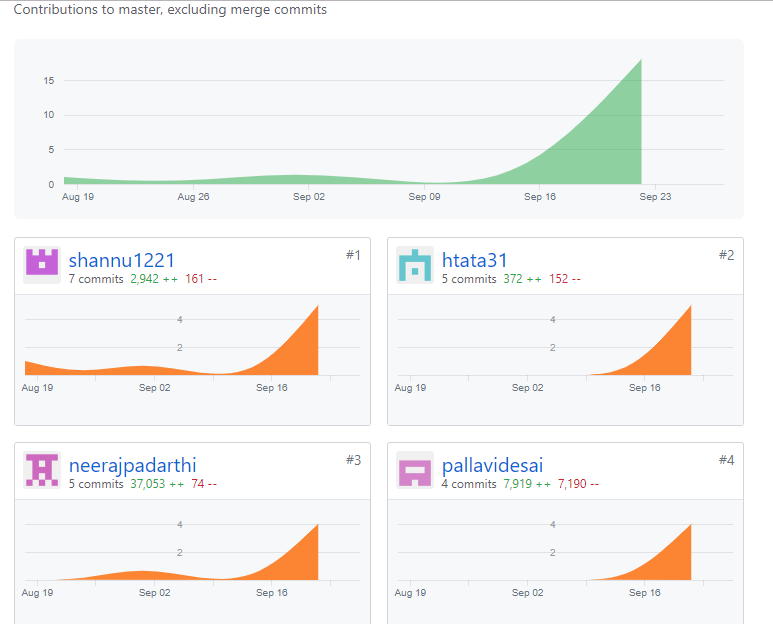 Contributions to master, excluding merge commits
15
10
5
0
Aug 19 Aug 26 Sep 02 Sep 09 Sep 16 Sep 23
shannu1221 #1
7 commits 2,942 ++ 161 --
4
2
Aug 19 Sep 02 Sep 16
htata31 #2
5 commits 372 ++ 152 --
4
2
Aug 19 Sep 02 Sep 16
neerajpadarthi #3
5 commits 37,053 ++ 74 --
4
2
Aug 19 Sep 02 Sep 16
pallavidesai #4
4 commits 7,919 ++ 7,190 --
4
2
Aug 19 Sep 02 Sep 16